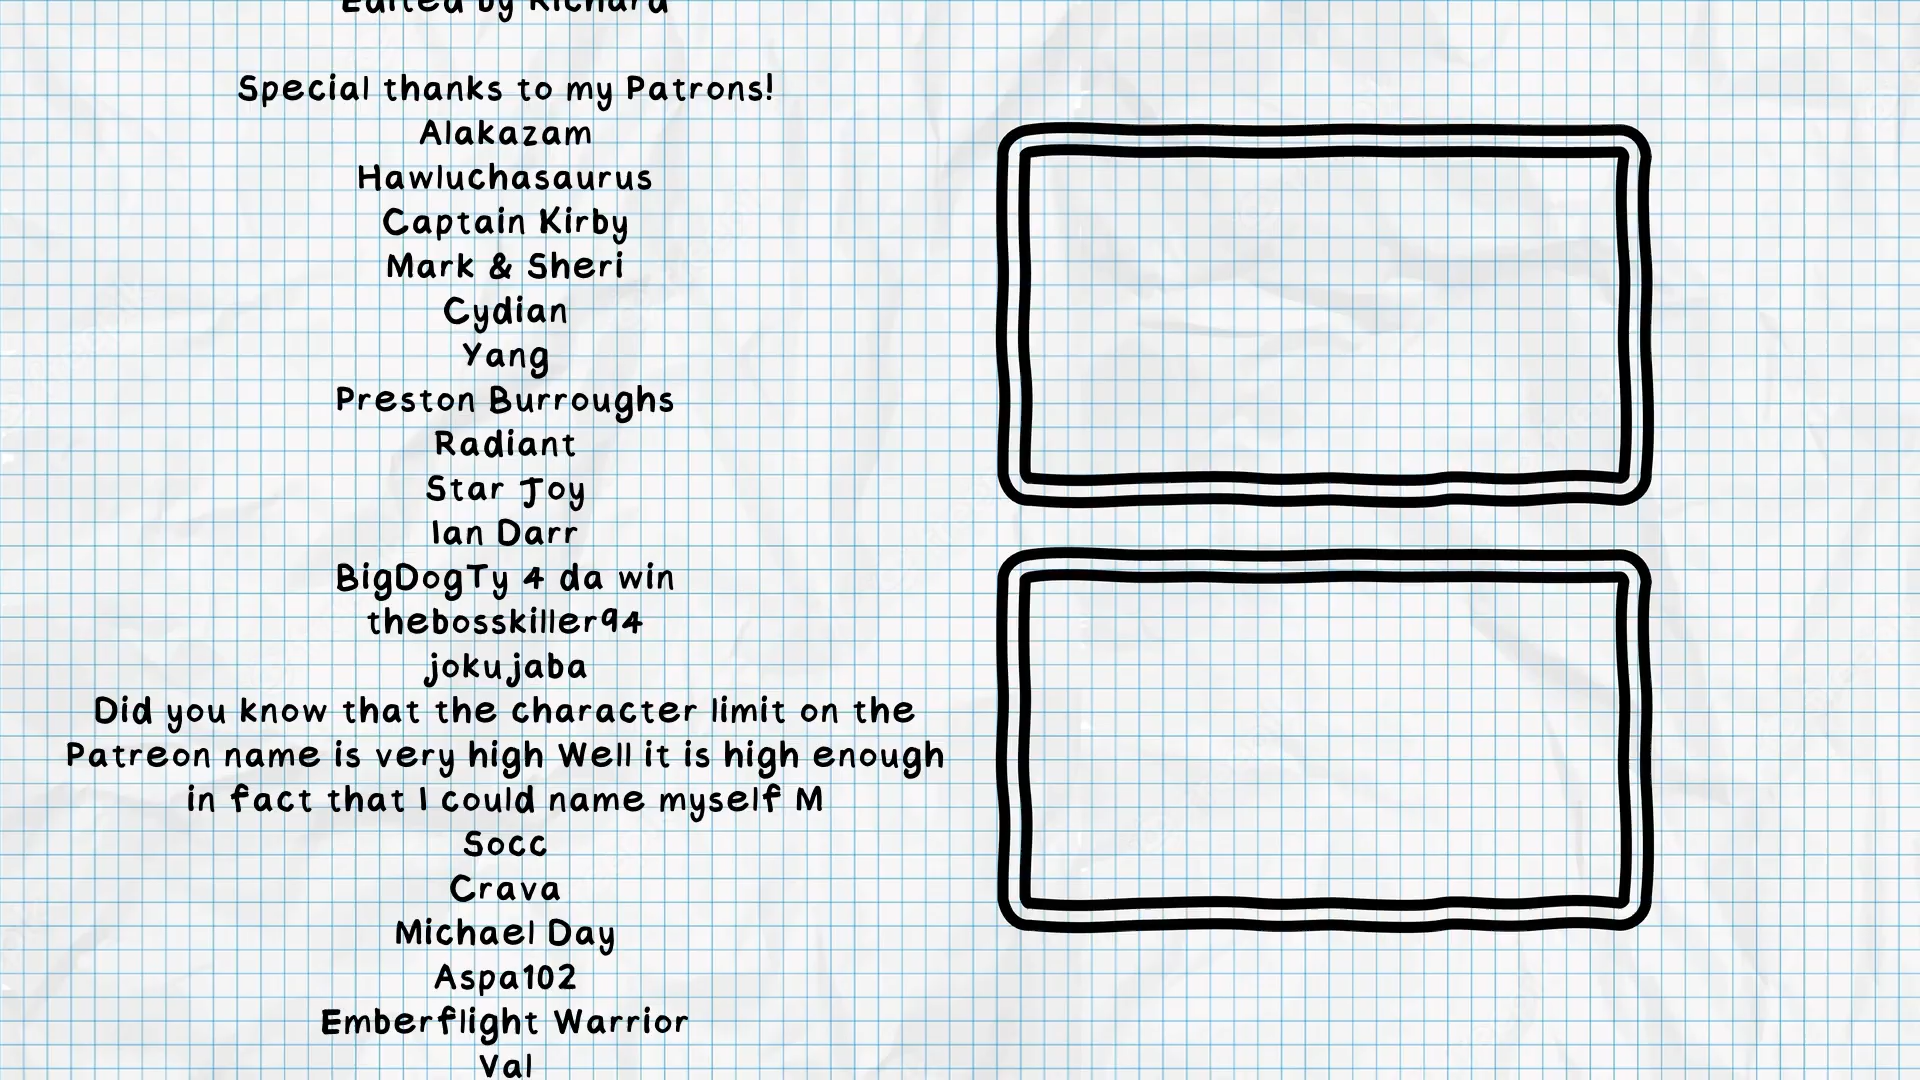 Edited by Richard
Special thanks to my Patrons!
Alakazam
Hawluchasaurus
Captain Kirby
Mark & Sheri
Cydian
Yang
Preston Burroughs
Radiant
Star Joy
Ian Darr
BigDogTy 4 da win
thebosskiller94
jokujaba
Did you know that the character limit on the
Patreon name is very high Well it is high enough
in fact that I could name myself M
Socc
Crava
Michael Day
Aspa102
Emberflight Warrior
Val